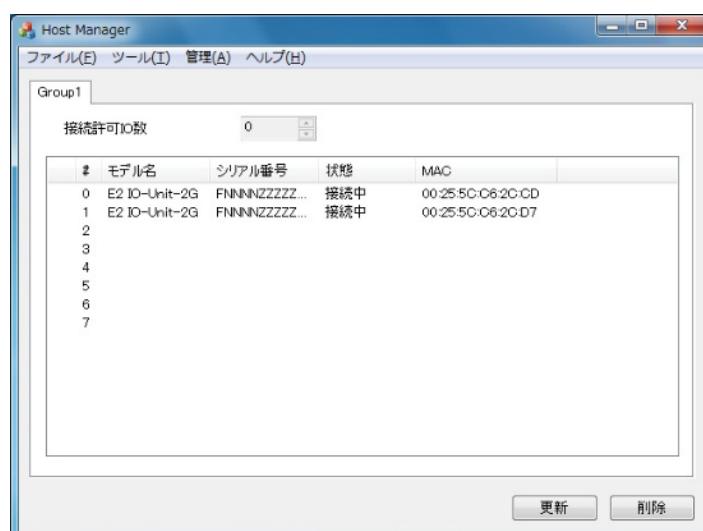 Host Manager
ファイル(F) ツール(T) 管理(A) ヘルプ(H)
Group1
接続許可IO数 0
# モデル名 シリアル番号 状態 MAC
0 E2 IO-Unit-2G FNNNNZZZZZ... 接続中 00:25:5C:C6:2C:CD
1 E2 IO-Unit-2G FNNNNZZZZZ... 接続中 00:25:5C:C6:2C:D7
2
3
4
5
6
7
更新 削除